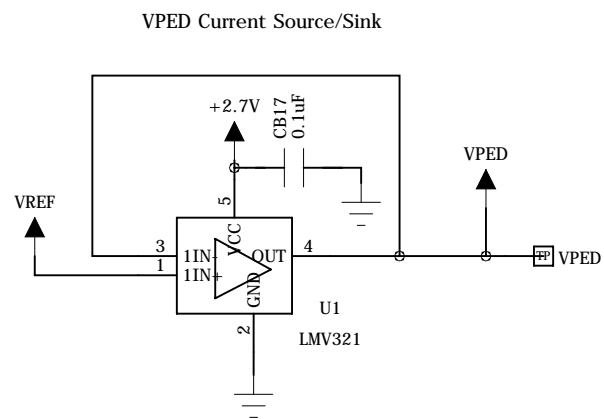 VPED Current Source/Sink
+2.7V
CB17
0.1uF
VPED
VREF
5
VCC
3
1IN-
OUT
4
1
1IN+
GND
2
U1
LMV321
TP
VPED